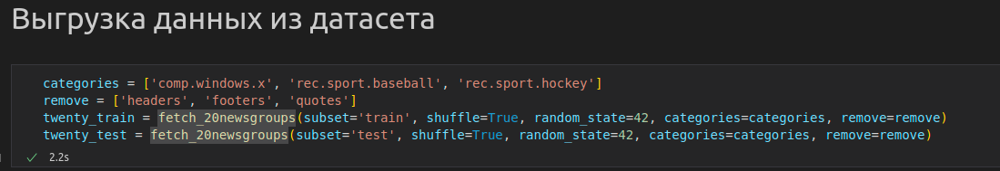 Выгрузка данных из датасета
categories = ['comp.windows.x', 'rec.sport.baseball', 'rec.sport.hockey']
remove = ['headers', 'footers', 'quotes']
twenty_train = fetch_20newsgroups(subset='train', shuffle=True, random_state=42, categories=categories, remove=remove)
twenty_test = fetch_20newsgroups(subset='test', shuffle=True, random_state=42, categories=categories, remove=remove)
✓ 2.2s